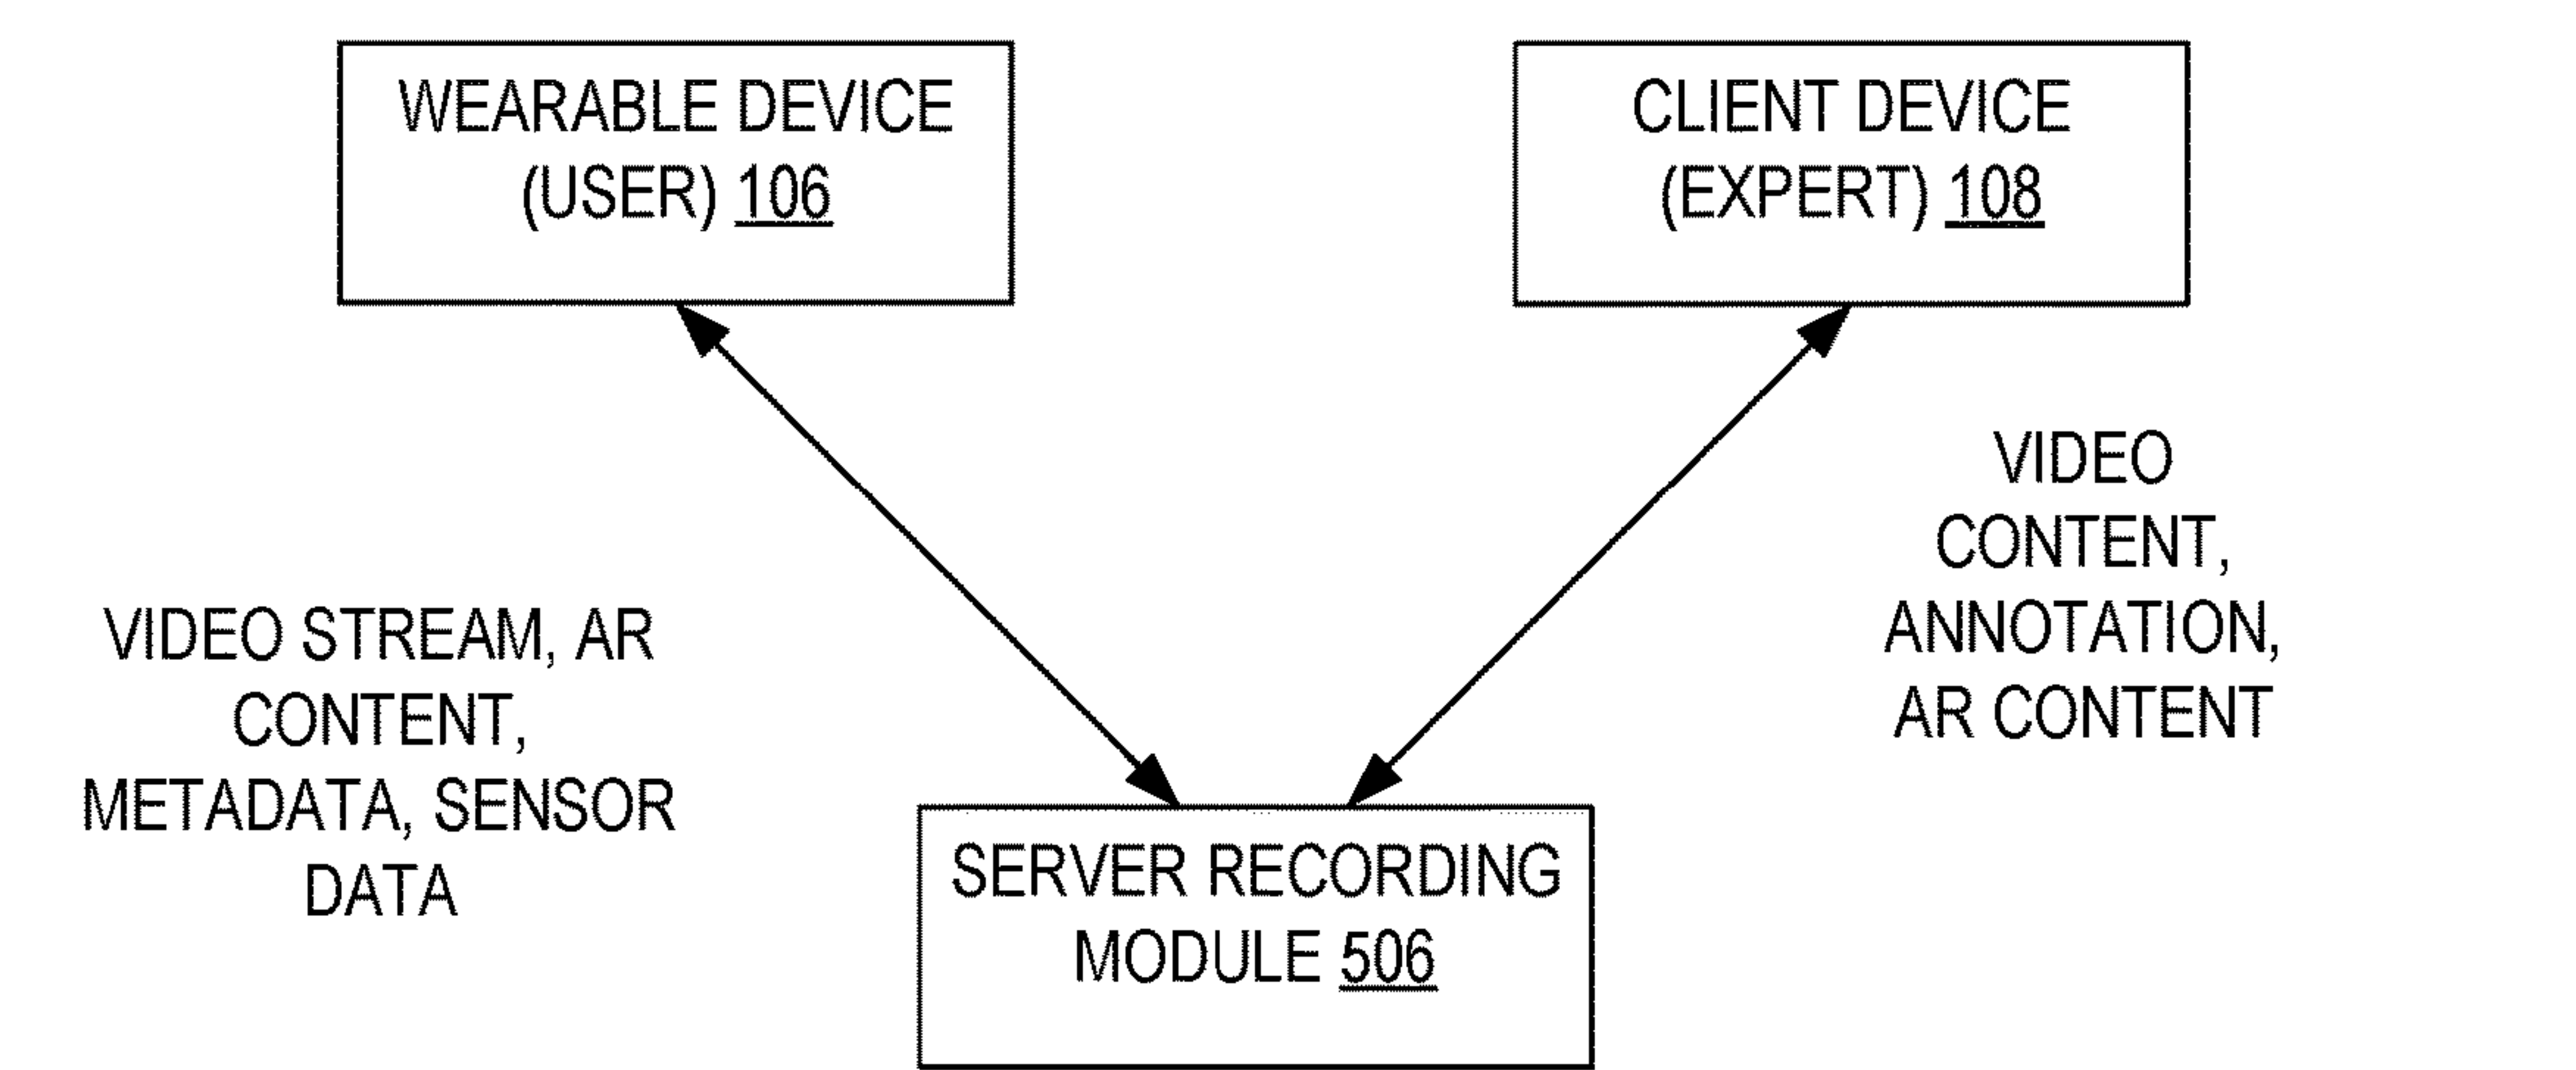 WEARABLE DEVICE
(USER) 106
CLIENT DEVICE
(EXPERT) 108
VIDEO STREAM, AR
CONTENT,
METADATA, SENSOR
DATA
VIDEO
CONTENT,
ANNOTATION,
AR CONTENT
SERVER RECORDING
MODULE 506